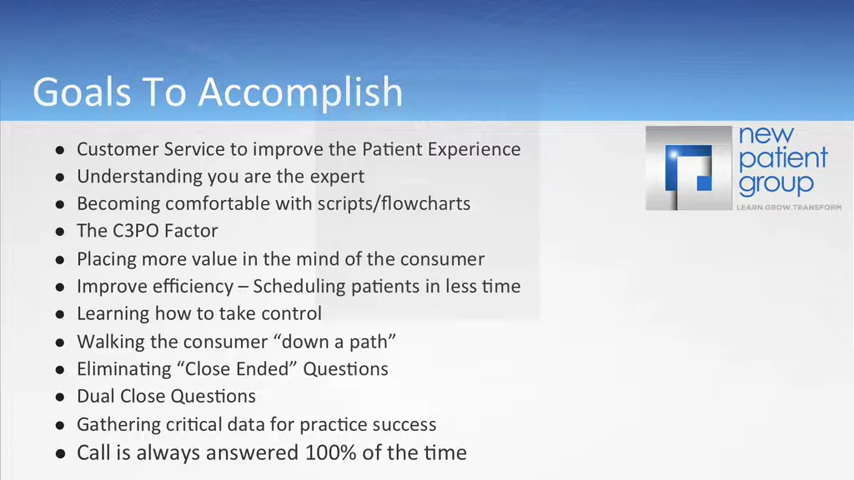 Goals To Accomplish
● Customer Service to improve the Patient Experience
● Understanding you are the expert
● Becoming comfortable with scripts/flowcharts
● The C3PO Factor
● Placing more value in the mind of the consumer
● Improve efficiency – Scheduling patients in less time
● Learning how to take control
● Walking the consumer “down a path”
● Eliminating “Close Ended” Questions
● Dual Close Questions
● Gathering critical data for practice success
● Call is always answered 100% of the time
new
patient
group
LEARN.GROW.TRANSFORM